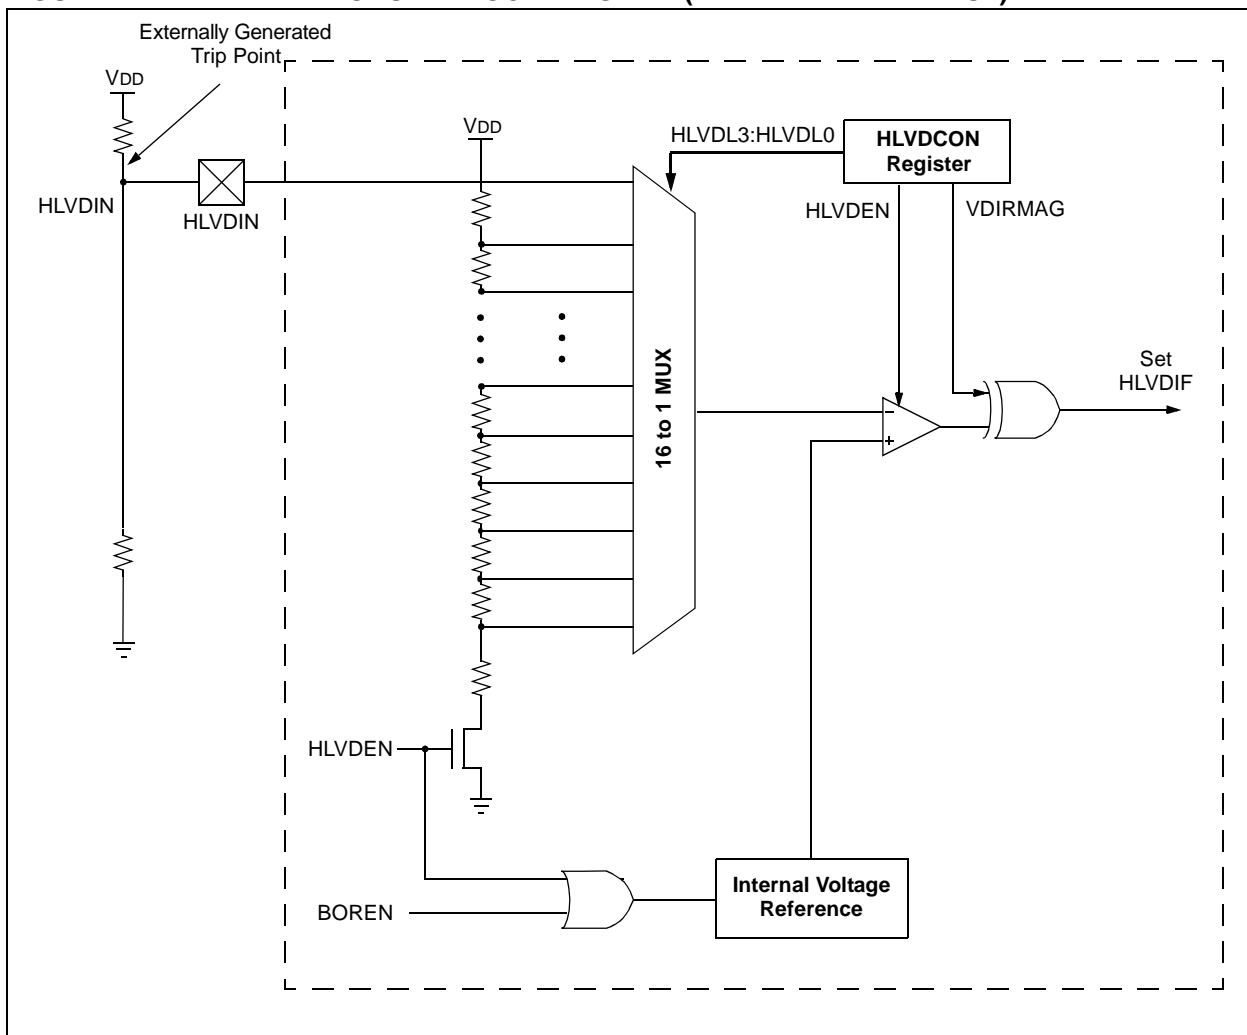 Externally Generated
Trip Point
VDD
VDD
HLVDL3:HLVDL0
HLVDCON
Register
HLVDIN
HLVDIN
HLVDEN
VDIRMAG
16 to 1 MUX
Set
HLVDIF
–
+
HLVDEN
BOREN
Internal Voltage
Reference